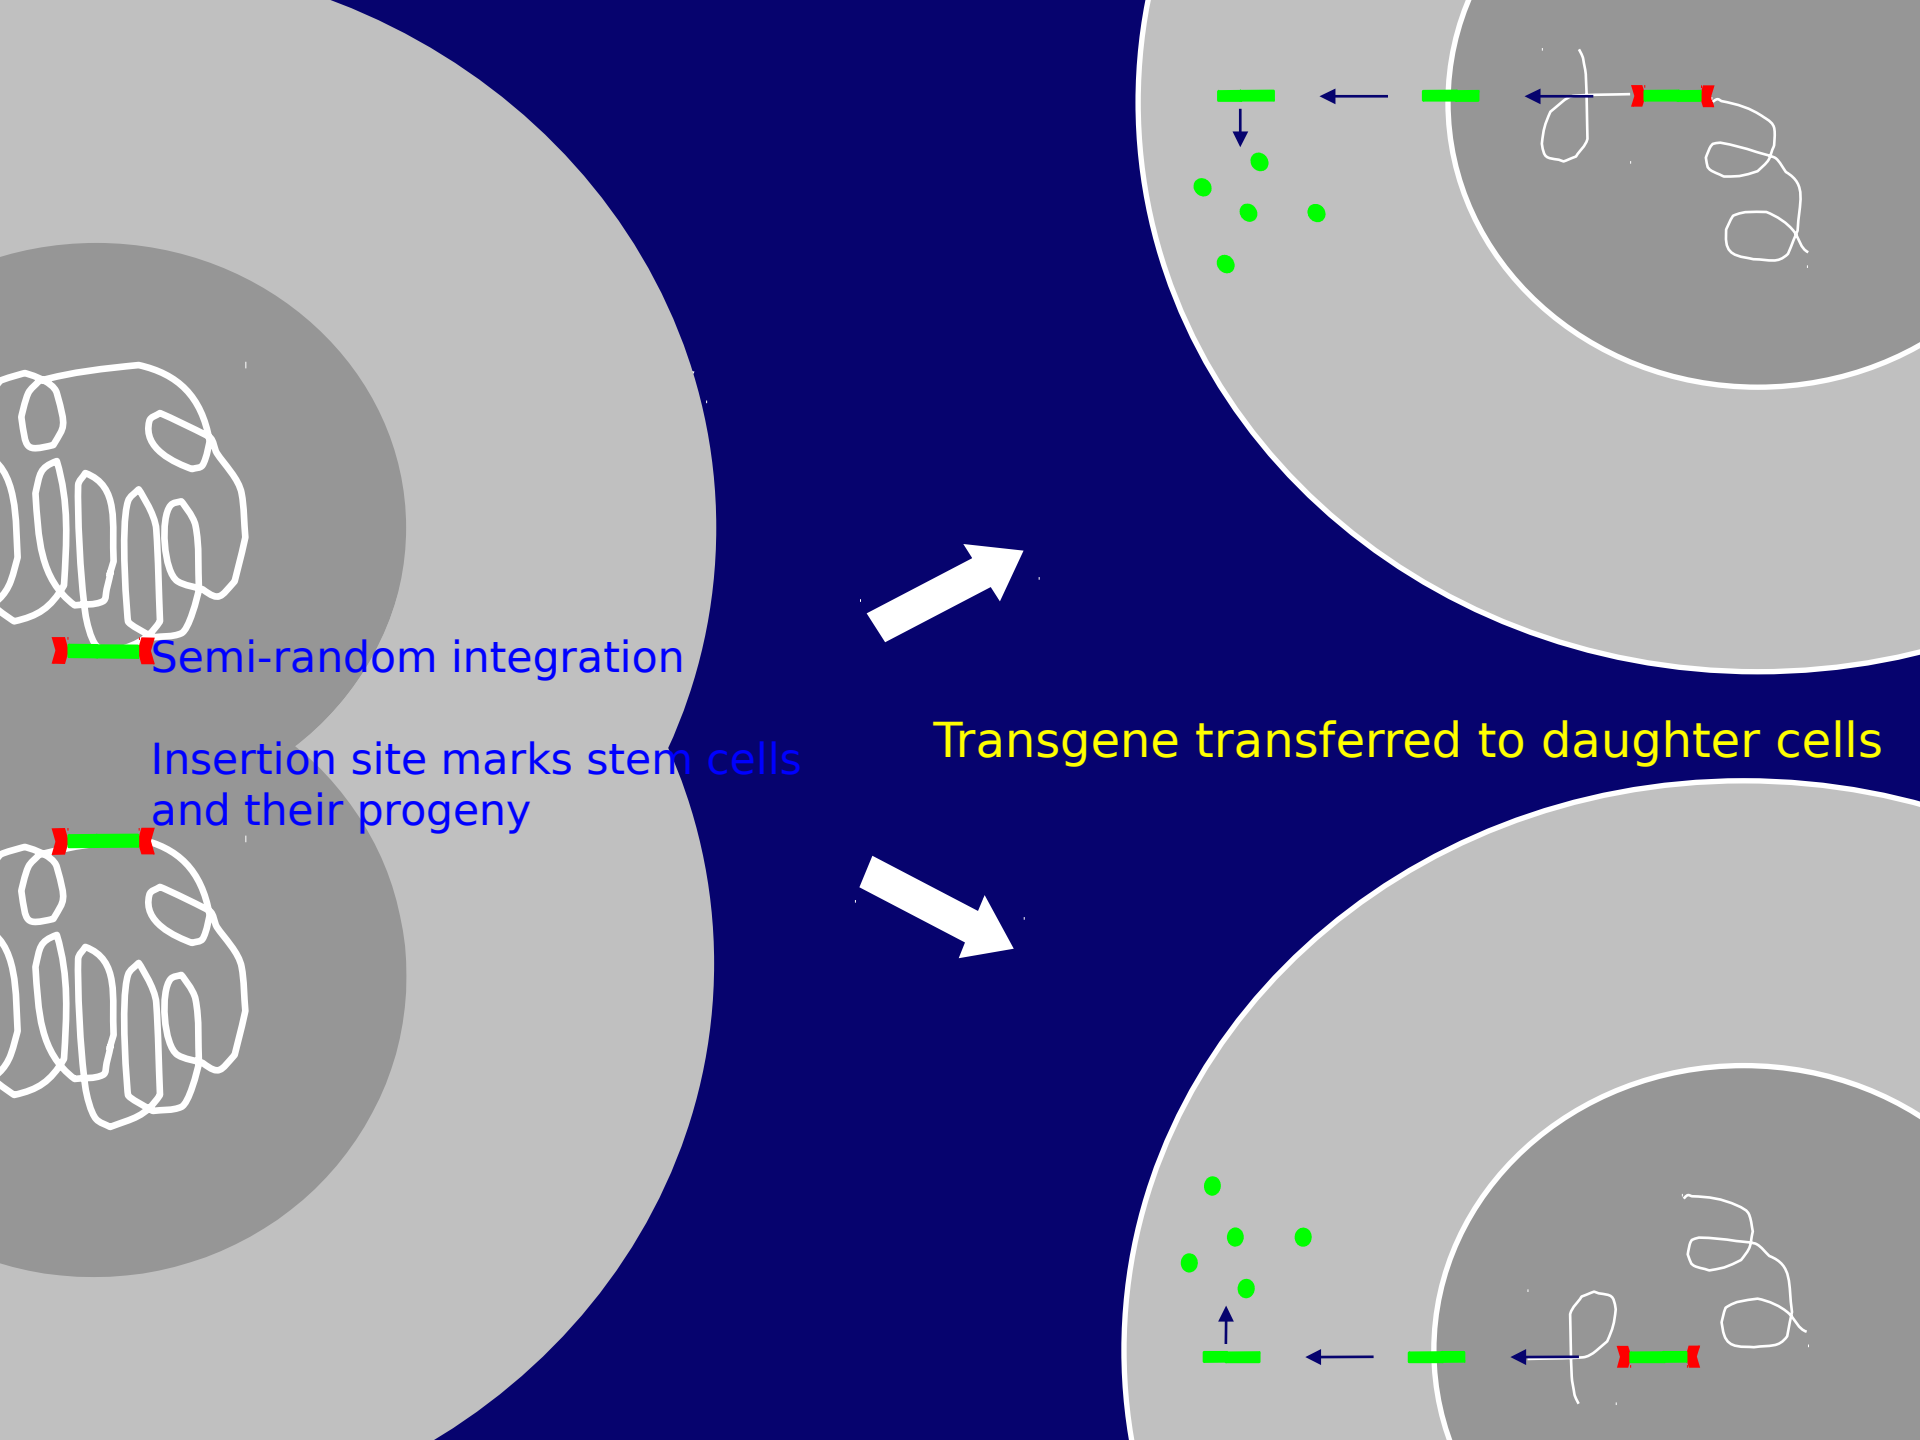 Semi-random integration
Insertion site marks stem cells
and their progeny
Transgene transferred to daughter cells